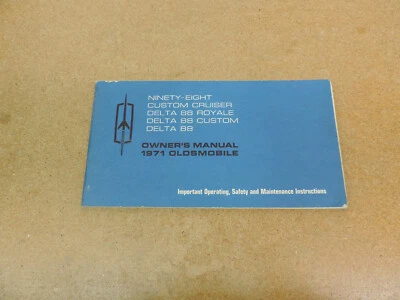 NINETY-EIGHT
CUSTOM CRUISER
DELTA 88 ROYALE
DELTA 88 CUSTOM
DELTA 88
OWNER'S MANUAL
1971 OLDSMOBILE
Important Operating, Safety and Maintenance Instructions